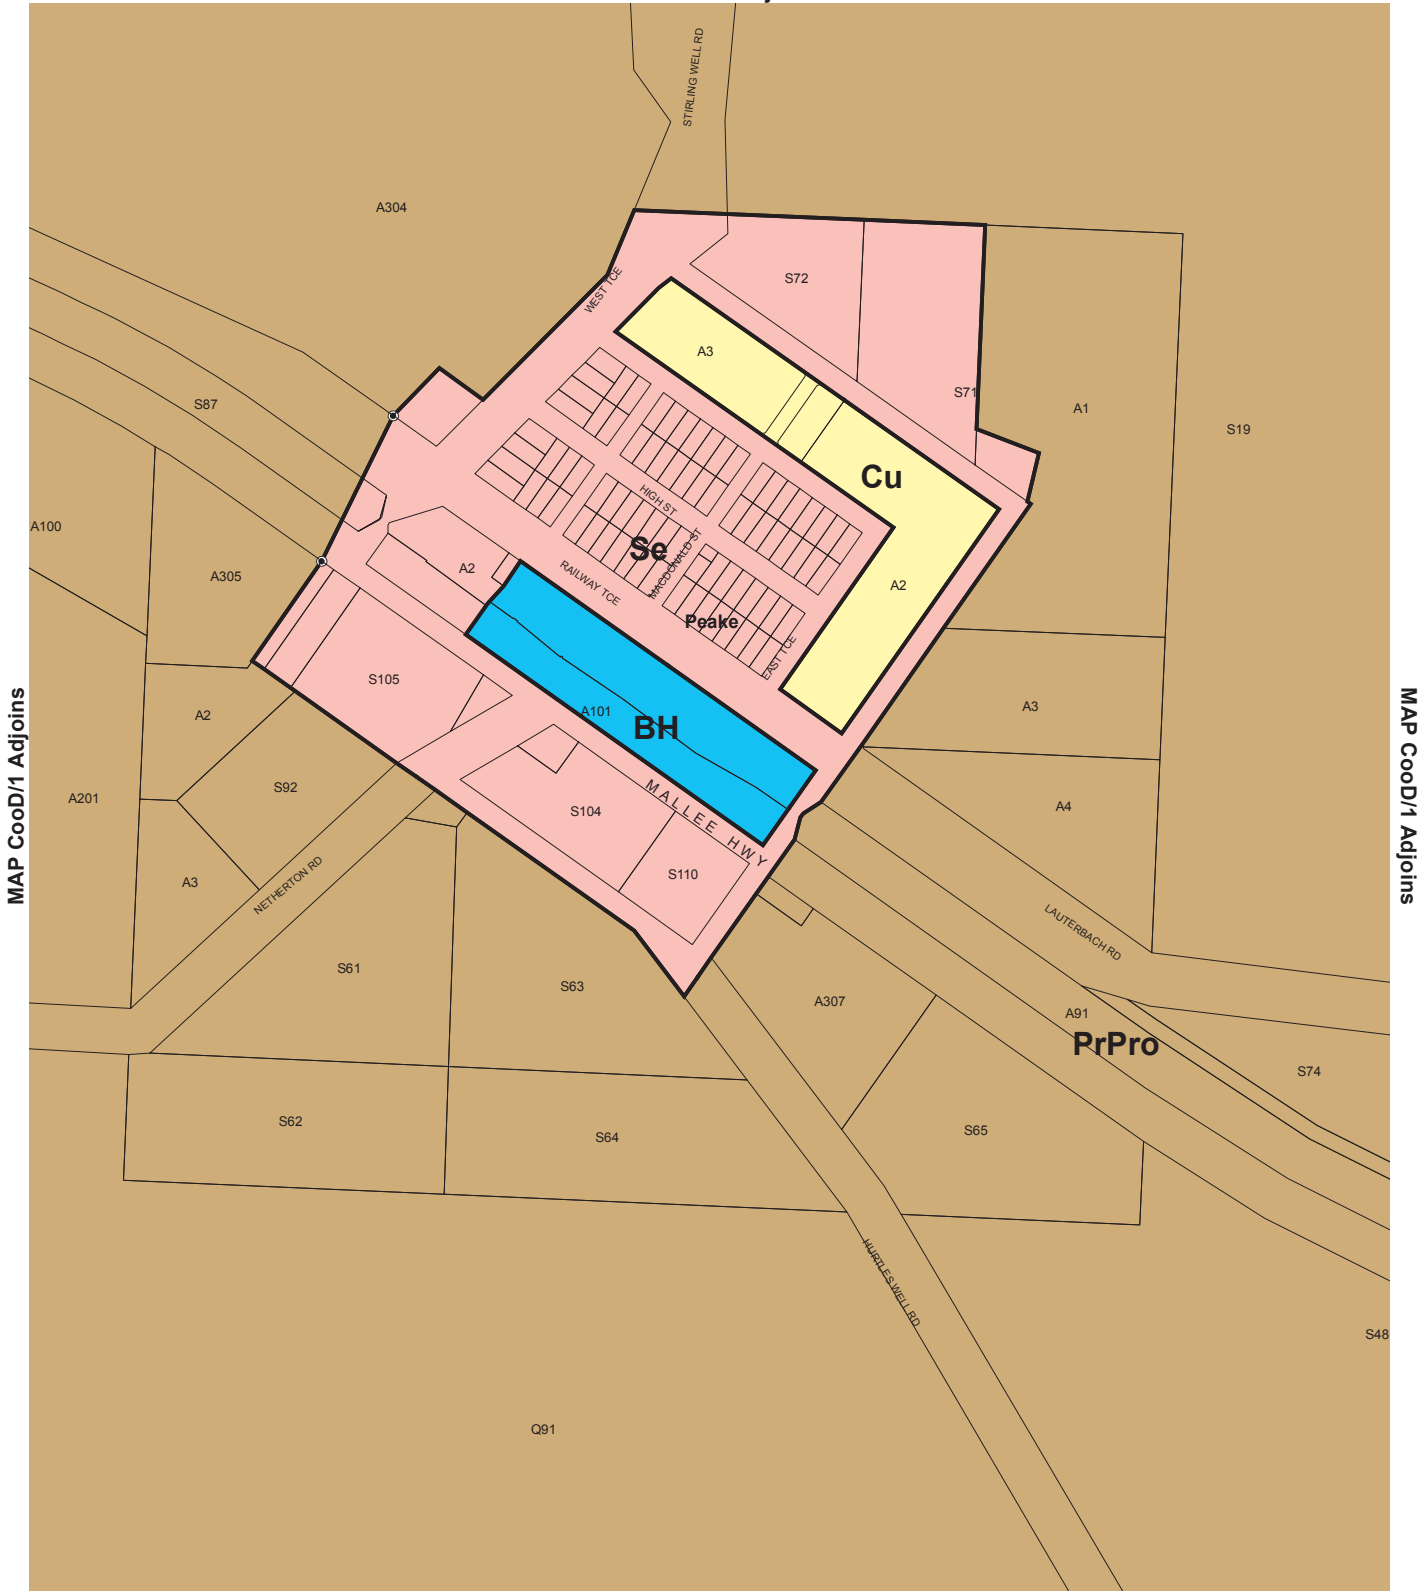 STIRLING WELL RD
A304
WEST TCE
S72
A3
S71
S87
A1
S19
Cu
HIGH ST
A100
Se
MACDONALD ST
A2
RAILWAY TCE
A305
A2
Peake
EAST TCE
S105
A101
BH
A3
A2
MAP CooD/1 Adjoins
MAP CooD/1 Adjoins
S92
A201
S104
MALLEE HWY
A4
S110
A3
NETHERTON RD
LAUTERBACH RD
S61
S63
A307
A91
PrPro
S74
S62
S64
S65
HURTLES WELL RD
S48
Q91